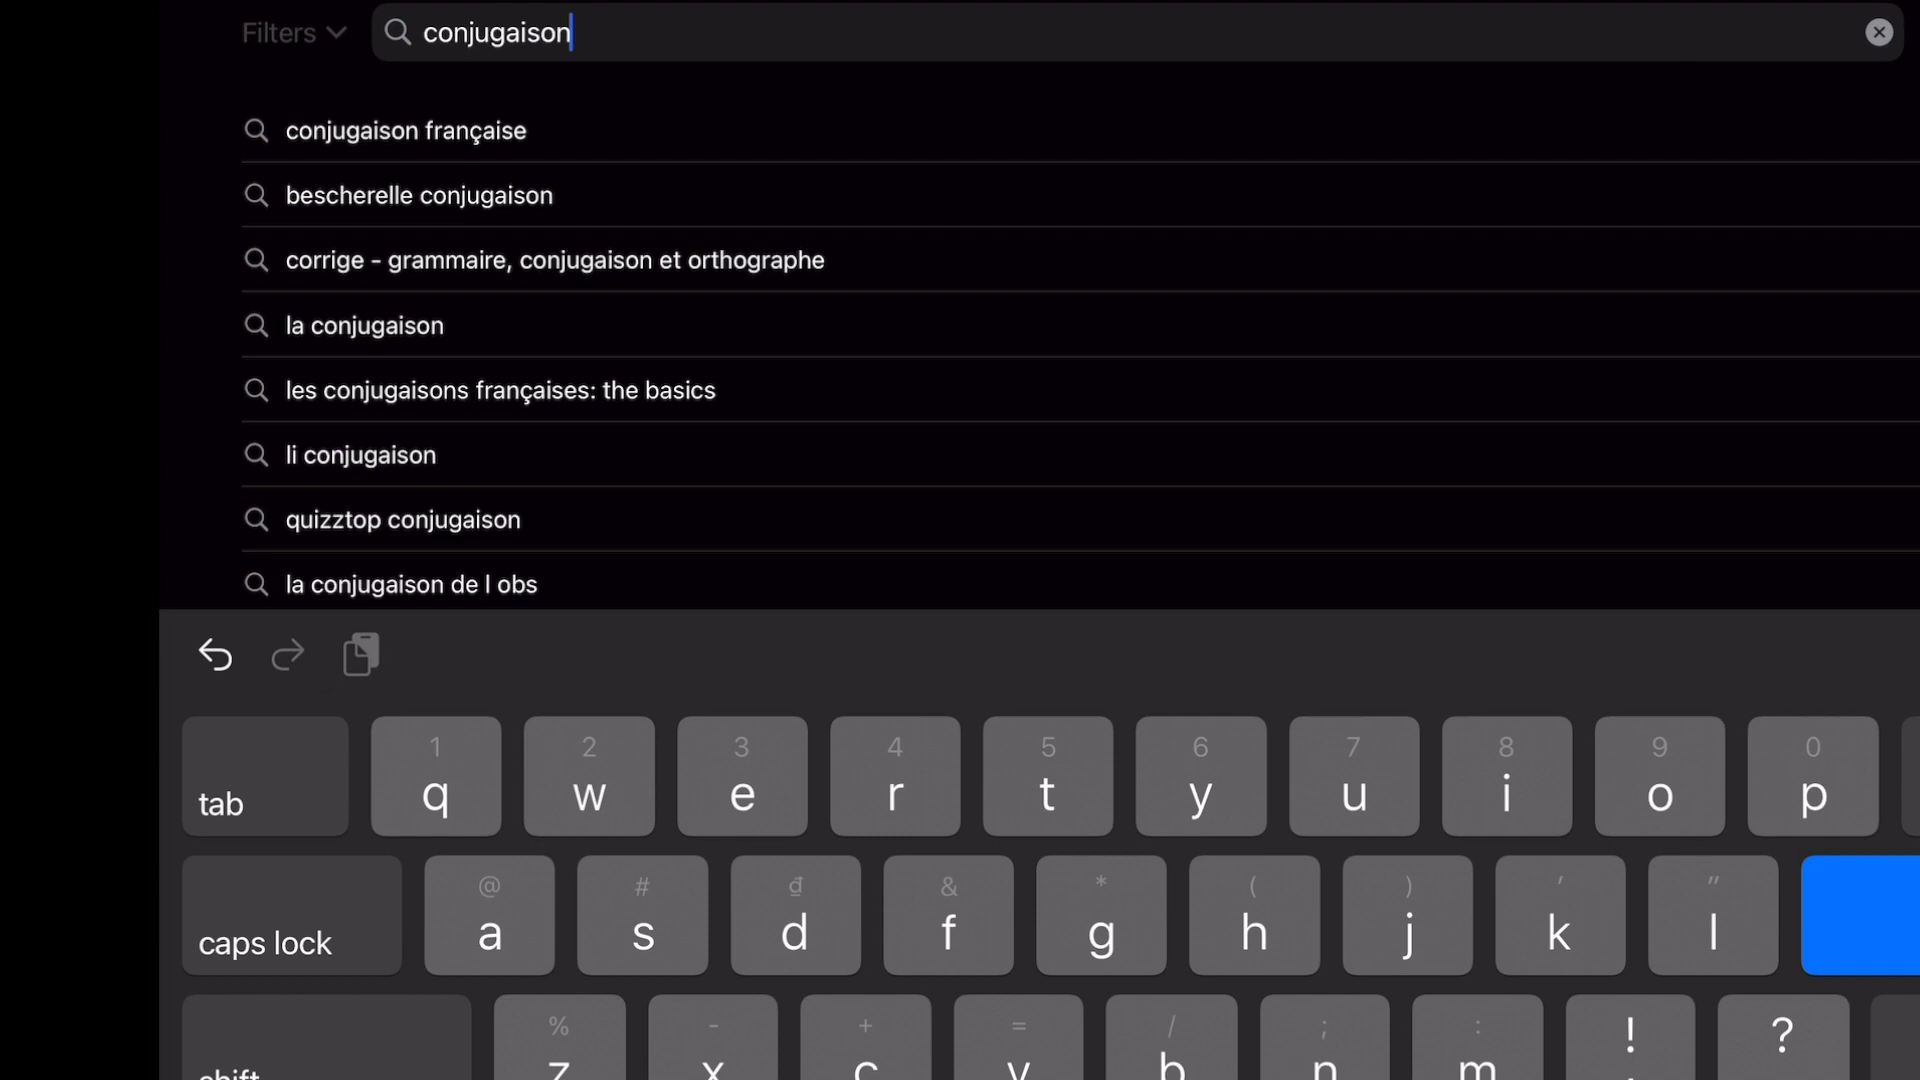 Filters
conjugaison
conjugaison française
bescherelle conjugaison
corrige - grammaire, conjugaison et orthographe
la conjugaison
les conjugaisons françaises: the basics
li conjugaison
quizztop conjugaison
la conjugaison de l obs
1 2 3 4 5 6 7 8 9 0
tab q w e r t y u i o p
@ # ₫ & * ( ) ' "
caps lock a s d f g h j k l
% - + = / ; : ! ?
shift z x c v b n m